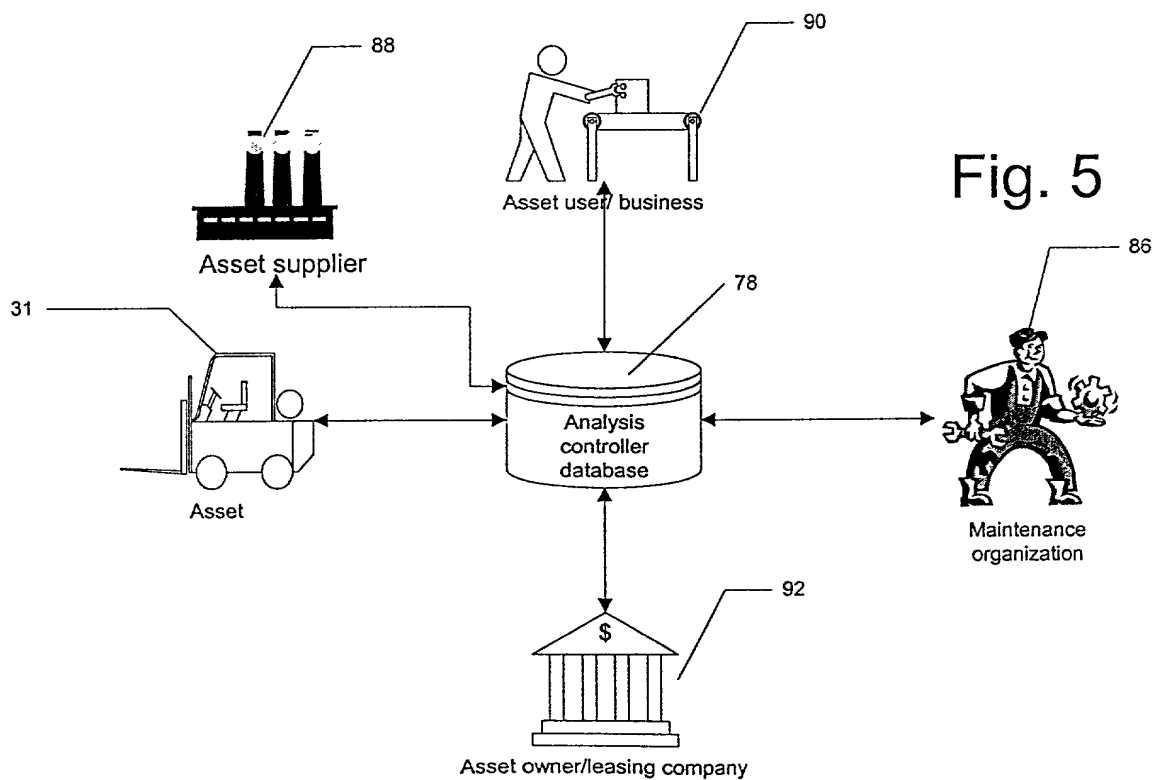 88
90
Fig. 5
Asset user/ business
86
Asset supplier
78
31
Analysis
controller
database
Asset
Maintenance
organization
92
$
Asset owner/leasing company